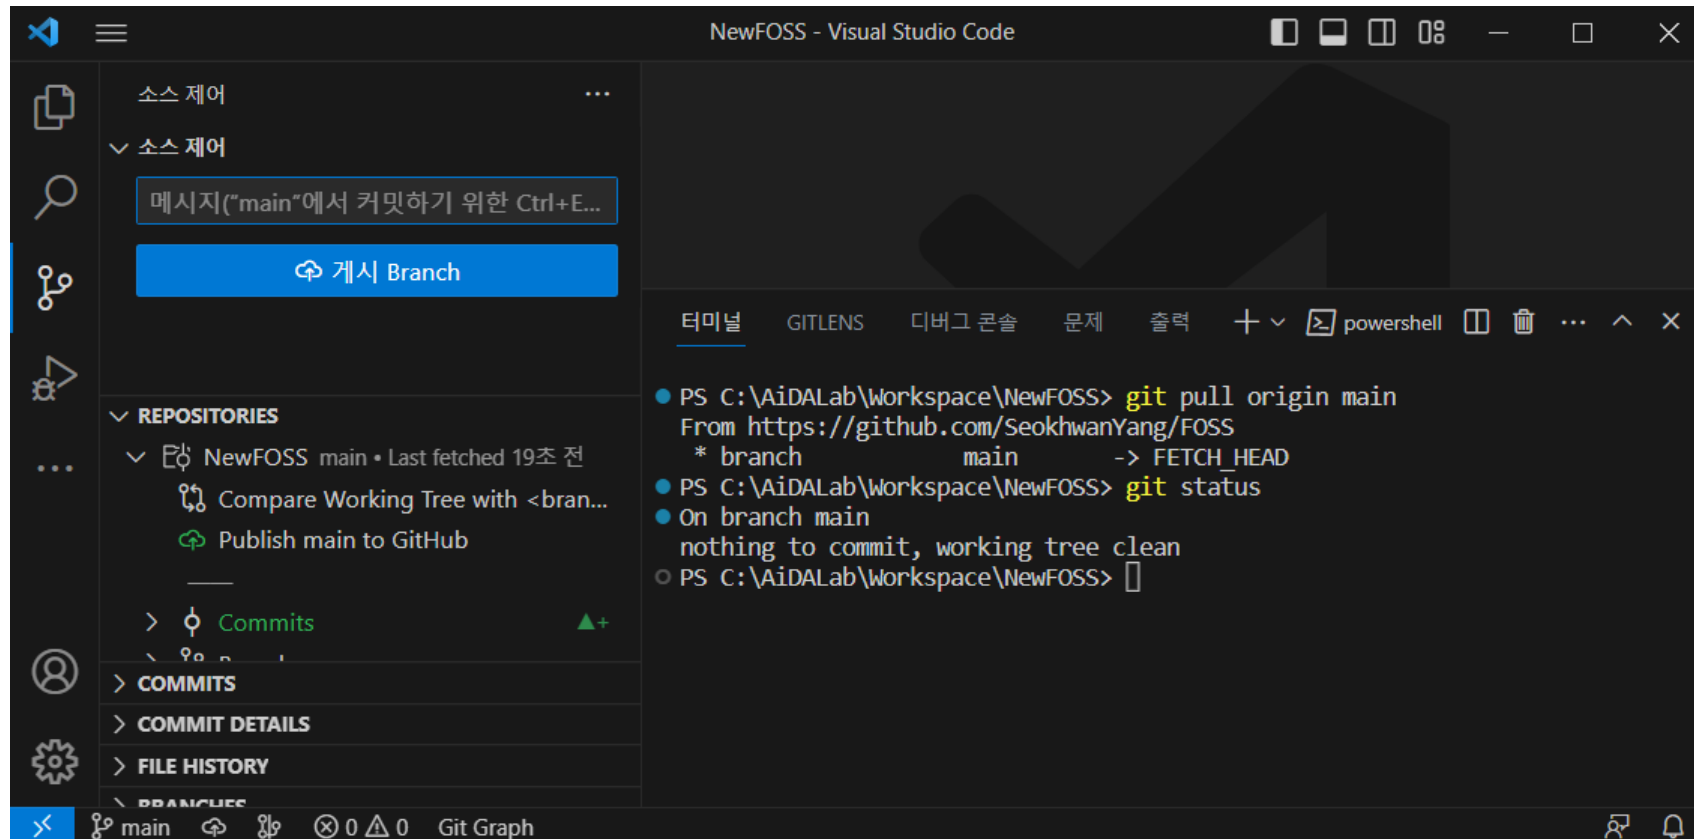 NewFOSS - Visual Studio Code
소스 제어
소스 제어
메시지("main"에서 커밋하기 위한 Ctrl+E...
게시 Branch
REPOSITORIES
NewFOSS main • Last fetched 19초 전
Compare Working Tree with <bran...
Publish main to GitHub
Commits
COMMITS
COMMIT DETAILS
FILE HISTORY
BRANCHES
터미널 GITLENS 디버그 콘솔 문제 출력 powershell
PS C:\AiDALab\Workspace\NewFOSS> git pull origin main
From https://github.com/SeokhwanYang/FOSS
* branch main -> FETCH_HEAD
PS C:\AiDALab\Workspace\NewFOSS> git status
On branch main
nothing to commit, working tree clean
PS C:\AiDALab\Workspace\NewFOSS>
main 0 0 Git Graph